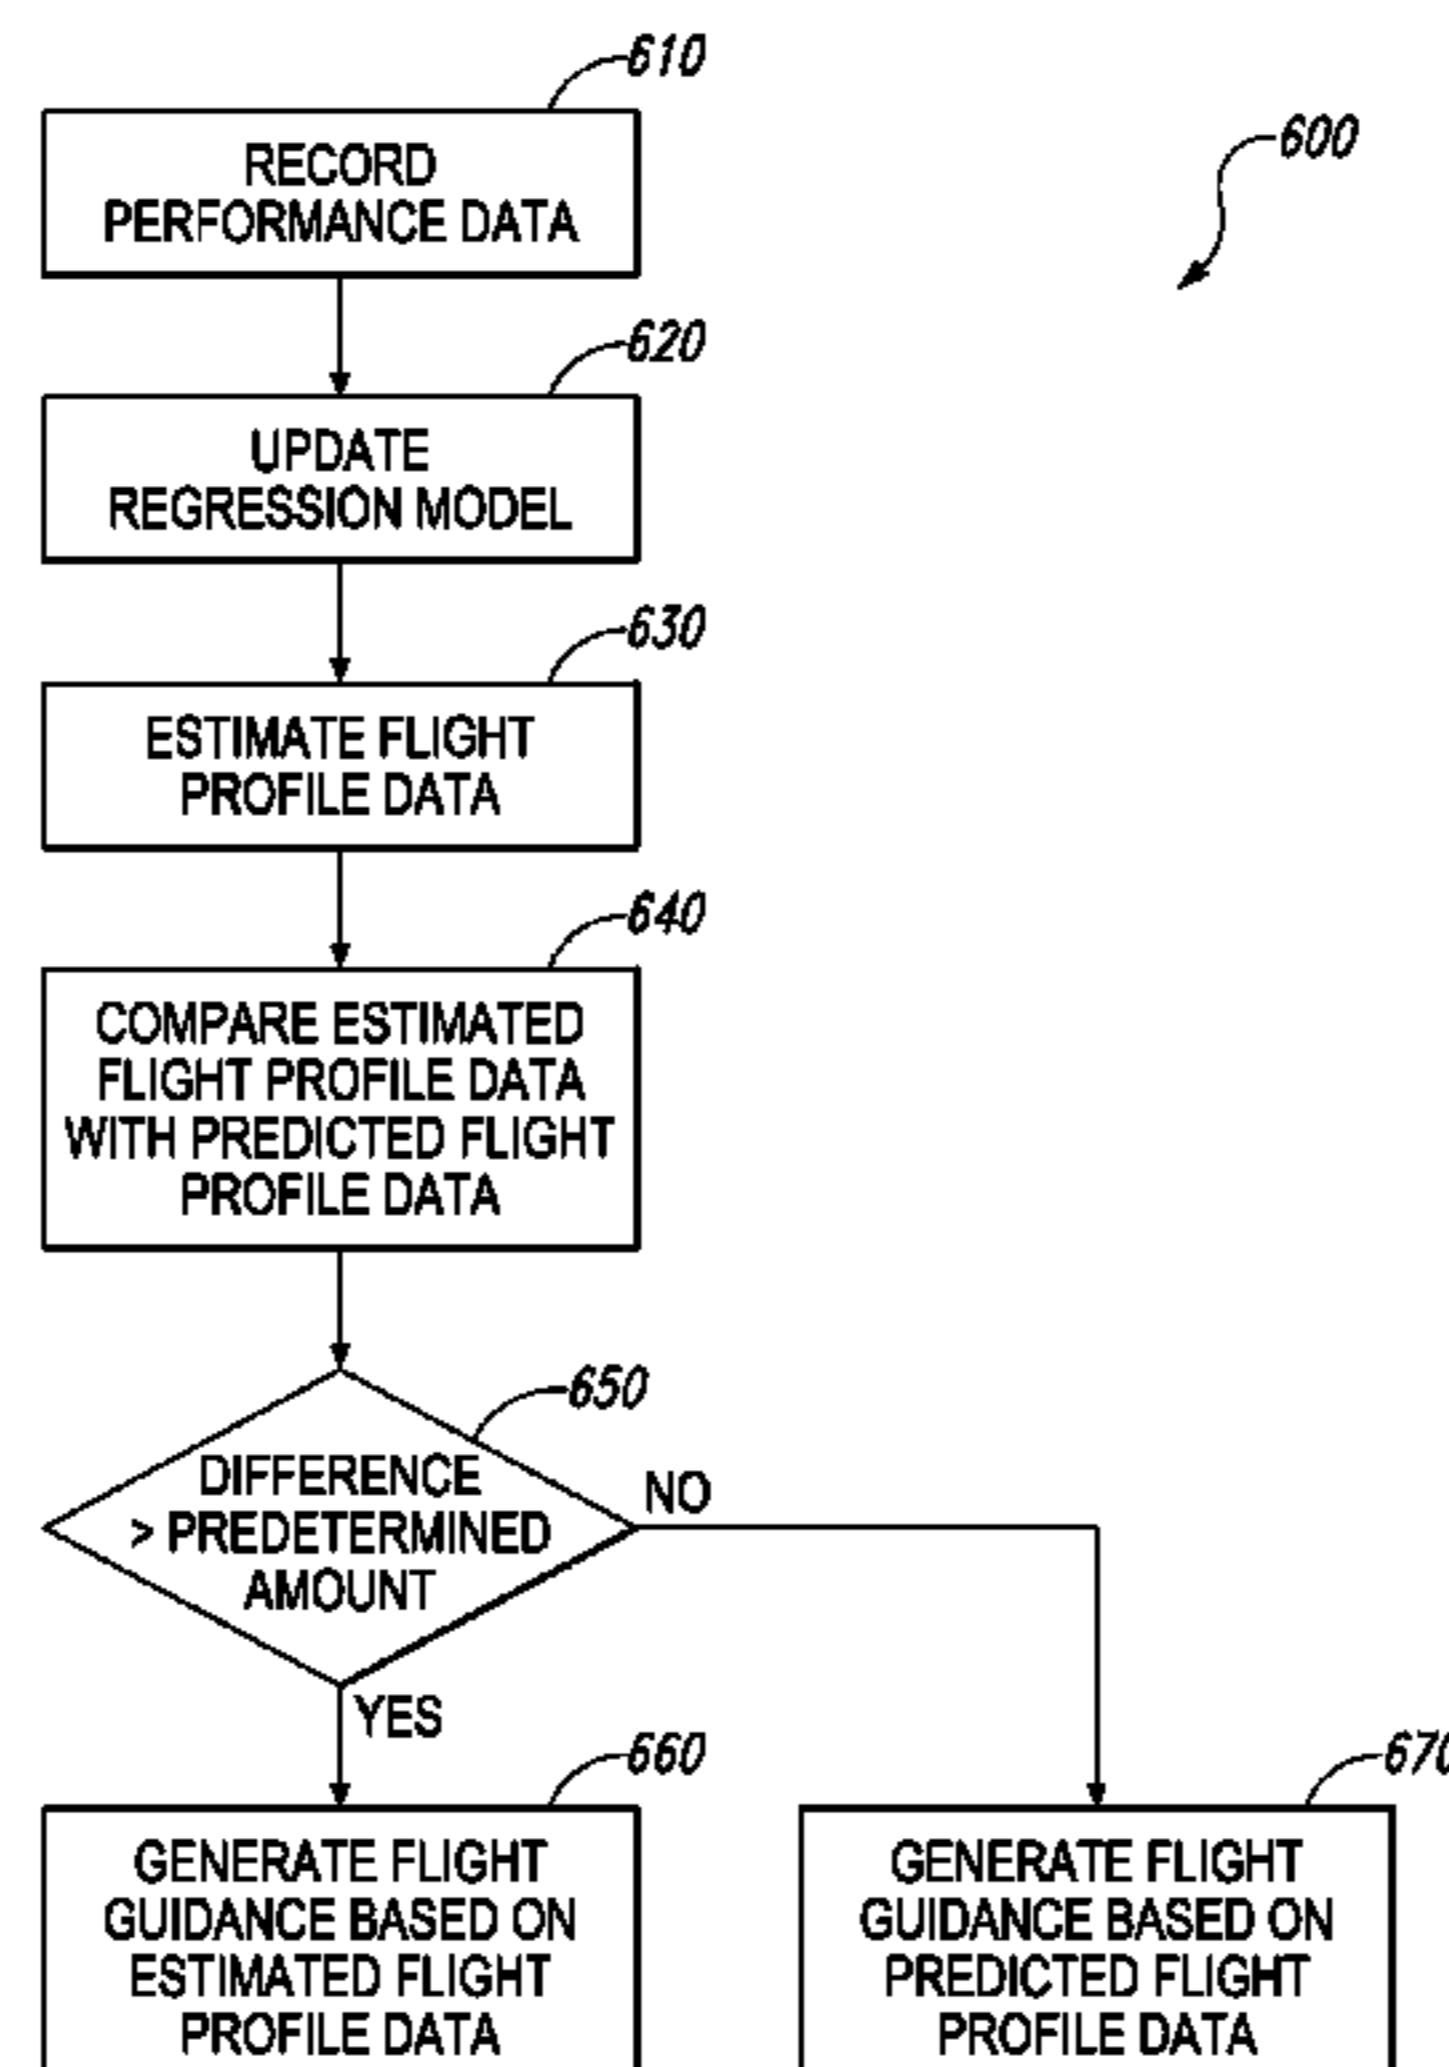 610
RECORD
PERFORMANCE DATA
600
620
UPDATE
REGRESSION MODEL
630
ESTIMATE FLIGHT
PROFILE DATA
640
COMPARE ESTIMATED
FLIGHT PROFILE DATA
WITH PREDICTED FLIGHT
PROFILE DATA
650
DIFFERENCE
> PREDETERMINED
AMOUNT
NO
YES
660
GENERATE FLIGHT
GUIDANCE BASED ON
ESTIMATED FLIGHT
PROFILE DATA
670
GENERATE FLIGHT
GUIDANCE BASED ON
PREDICTED FLIGHT
PROFILE DATA